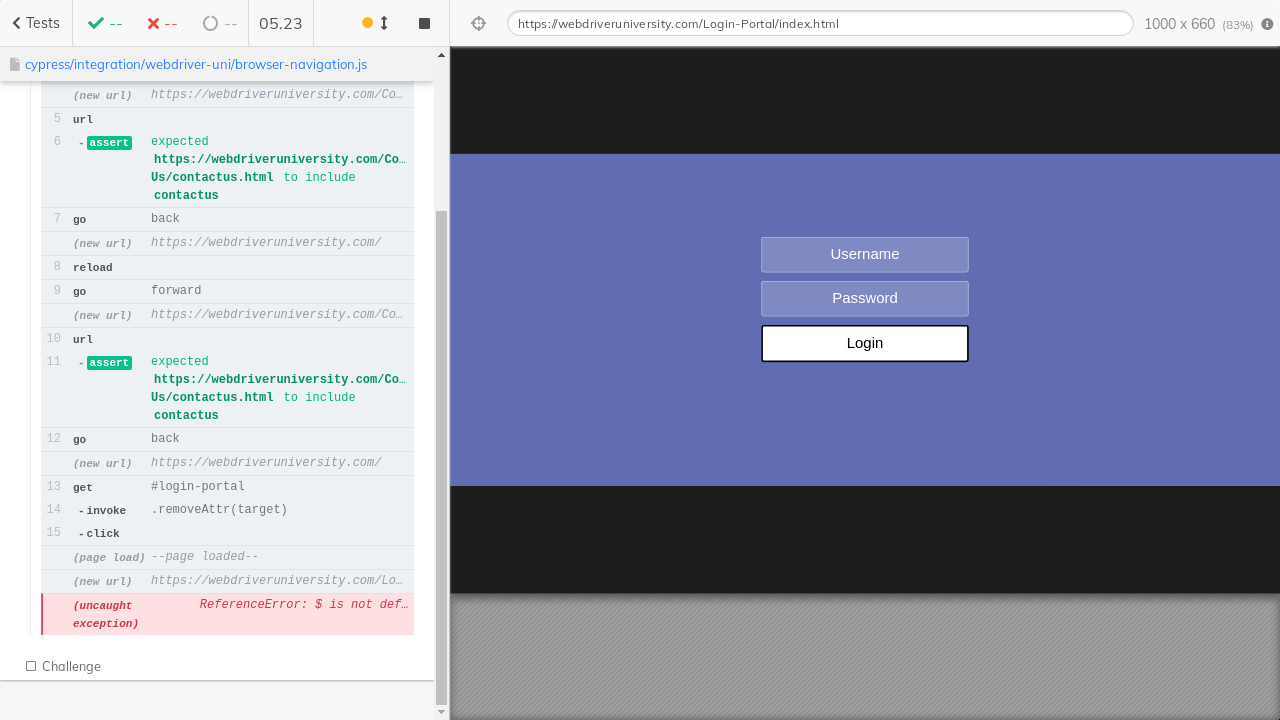 Tests
--
--
--
05.23
https://webdriveruniversity.com/Login-Portal/index.html
1000 x 660 (83%)
cypress/integration/webdriver-uni/browser-navigation.js
(new url) https://webdriveruniversity.com/Co…
5 url
6 - assert expected
https://webdriveruniversity.com/Co…
Us/contactus.html to include
contactus
7 go back
(new url) https://webdriveruniversity.com/
8 reload
9 go forward
(new url) https://webdriveruniversity.com/Co…
10 url
11 - assert expected
https://webdriveruniversity.com/Co…
Us/contactus.html to include
contactus
12 go back
(new url) https://webdriveruniversity.com/
13 get #login-portal
14 - invoke .removeAttr(target)
15 - click
(page load) --page loaded--
(new url) https://webdriveruniversity.com/Lo…
(uncaught ReferenceError: $ is not def…
exception)
Challenge
Username
Password
Login